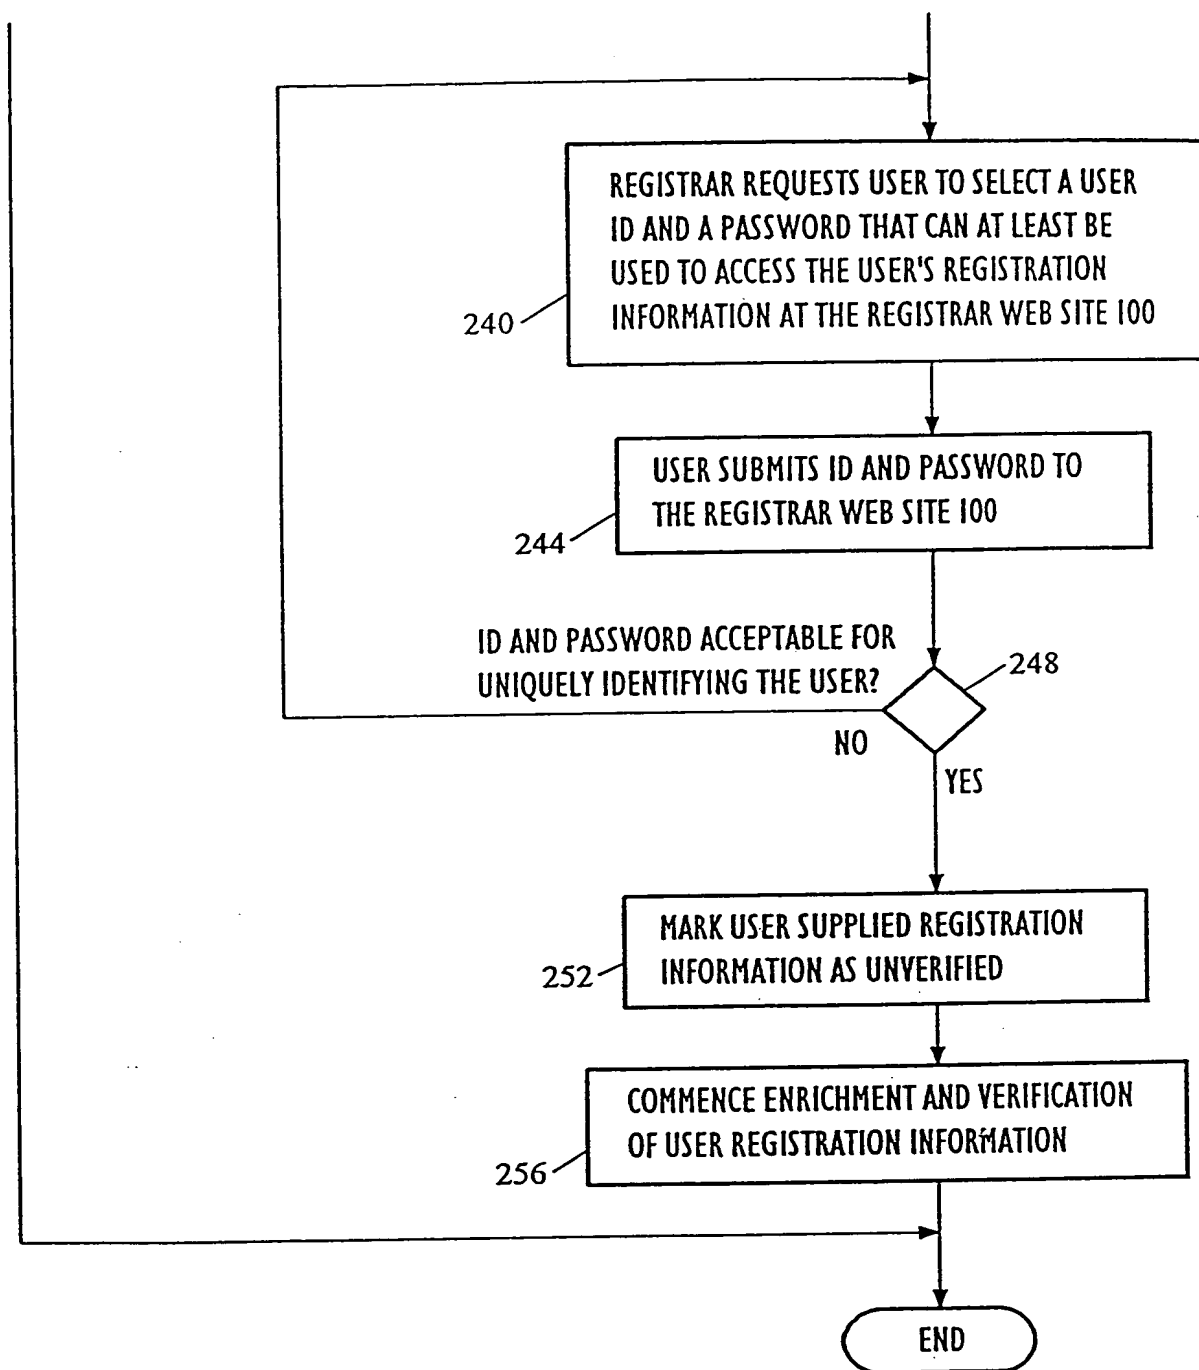 REGISTRAR REQUESTS USER TO SELECT A USER
ID AND A PASSWORD THAT CAN AT LEAST BE
USED TO ACCESS THE USER'S REGISTRATION
INFORMATION AT THE REGISTRAR WEB SITE 100
240
USER SUBMITS ID AND PASSWORD TO
THE REGISTRAR WEB SITE 100
244
ID AND PASSWORD ACCEPTABLE FOR
UNIQUELY IDENTIFYING THE USER?
248
NO
YES
MARK USER SUPPLIED REGISTRATION
INFORMATION AS UNVERIFIED
252
COMMENCE ENRICHMENT AND VERIFICATION
OF USER REGISTRATION INFORMATION
256
END